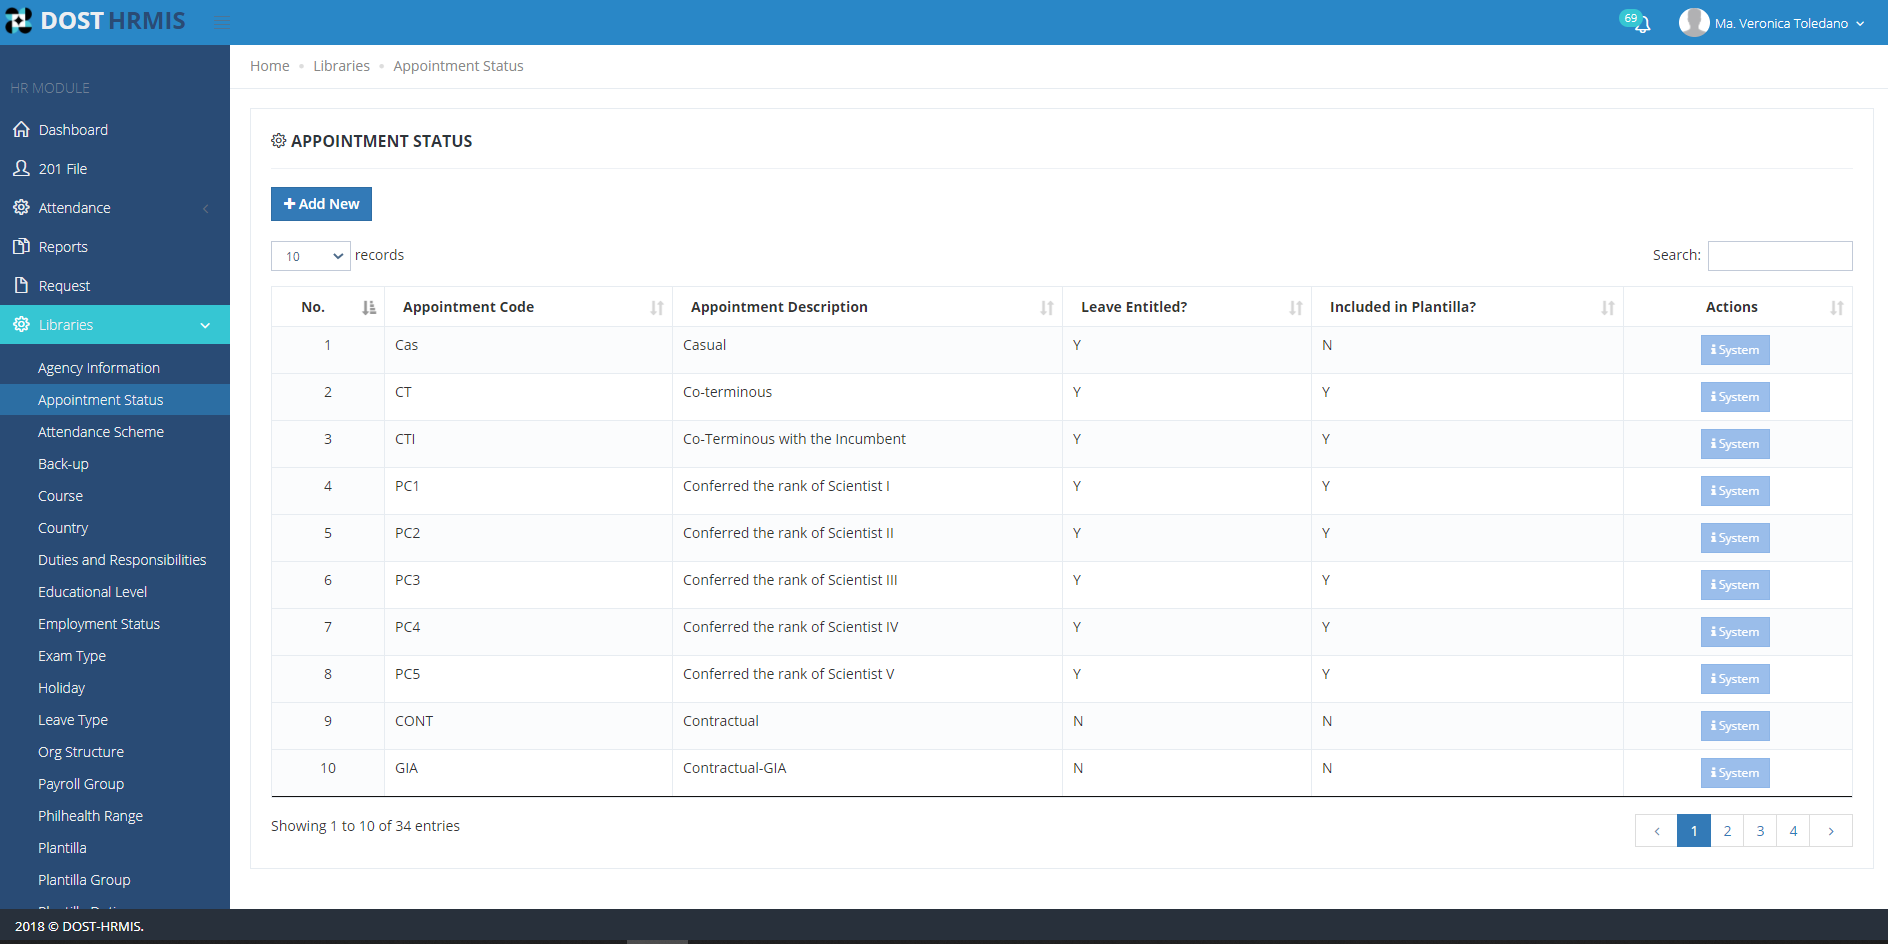 DOST HRMIS
69
Ma. Veronica Toledano
HR MODULE
Dashboard
201 File
Attendance
Reports
Request
Libraries
Agency Information
Appointment Status
Attendance Scheme
Back-up
Course
Country
Duties and Responsibilities
Educational Level
Employment Status
Exam Type
Holiday
Leave Type
Org Structure
Payroll Group
Philhealth Range
Plantilla
Plantilla Group
Home • Libraries • Appointment Status
APPOINTMENT STATUS
+ Add New
10 records
Search:
No. Appointment Code Appointment Description Leave Entitled? Included in Plantilla? Actions
1 Cas Casual Y N i System
2 CT Co-terminous Y Y i System
3 CTI Co-Terminous with the Incumbent Y Y i System
4 PC1 Conferred the rank of Scientist I Y Y i System
5 PC2 Conferred the rank of Scientist II Y Y i System
6 PC3 Conferred the rank of Scientist III Y Y i System
7 PC4 Conferred the rank of Scientist IV Y Y i System
8 PC5 Conferred the rank of Scientist V Y Y i System
9 CONT Contractual N N i System
10 GIA Contractual-GIA N N i System
Showing 1 to 10 of 34 entries
‹ 1 2 3 4 ›
2018 © DOST-HRMIS.